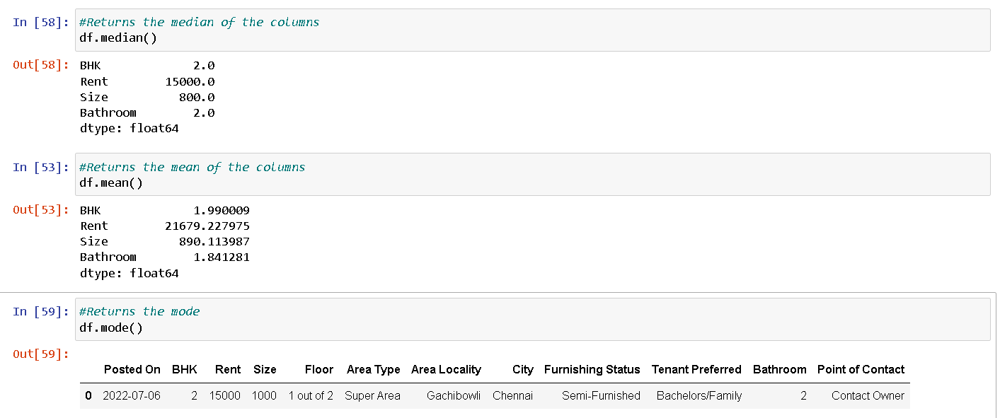 In [58]: #Returns the median of the columns
df.median()
Out[58]: BHK 2.0
Rent 15000.0
Size 800.0
Bathroom 2.0
dtype: float64
In [53]: #Returns the mean of the columns
df.mean()
Out[53]: BHK 1.990009
Rent 21679.227975
Size 890.113987
Bathroom 1.841281
dtype: float64
In [59]: #Returns the mode
df.mode()
Out[59]:
Posted On BHK Rent Size Floor Area Type Area Locality City Furnishing Status Tenant Preferred Bathroom Point of Contact
0 2022-07-06 2 15000 1000 1 out of 2 Super Area Gachibowli Chennai Semi-Furnished Bachelors/Family 2 Contact Owner